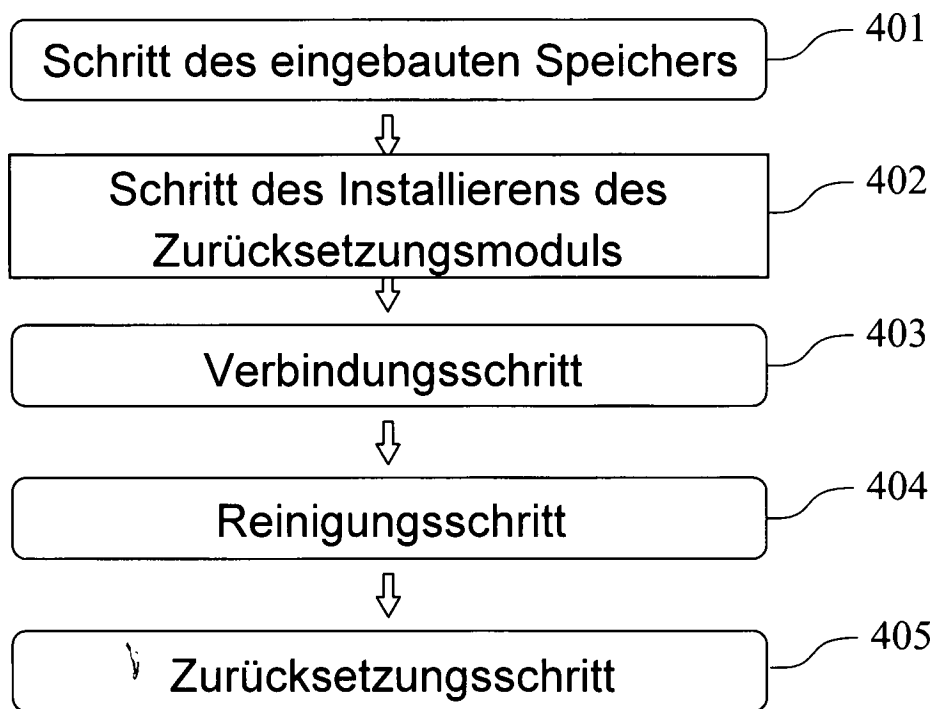 Schritt des eingebauten Speichers
401
Schritt des Installierens des
Zurücksetzungsmoduls
402
Verbindungsschritt
403
Reinigungsschritt
404
Zurücksetzungsschritt
405